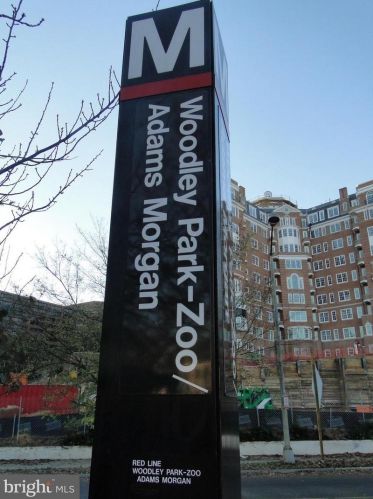 M
Woodley Park-Zoo/
Adams Morgan
RED LINE
WOODLEY PARK-ZOO
ADAMS MORGAN
bright MLS